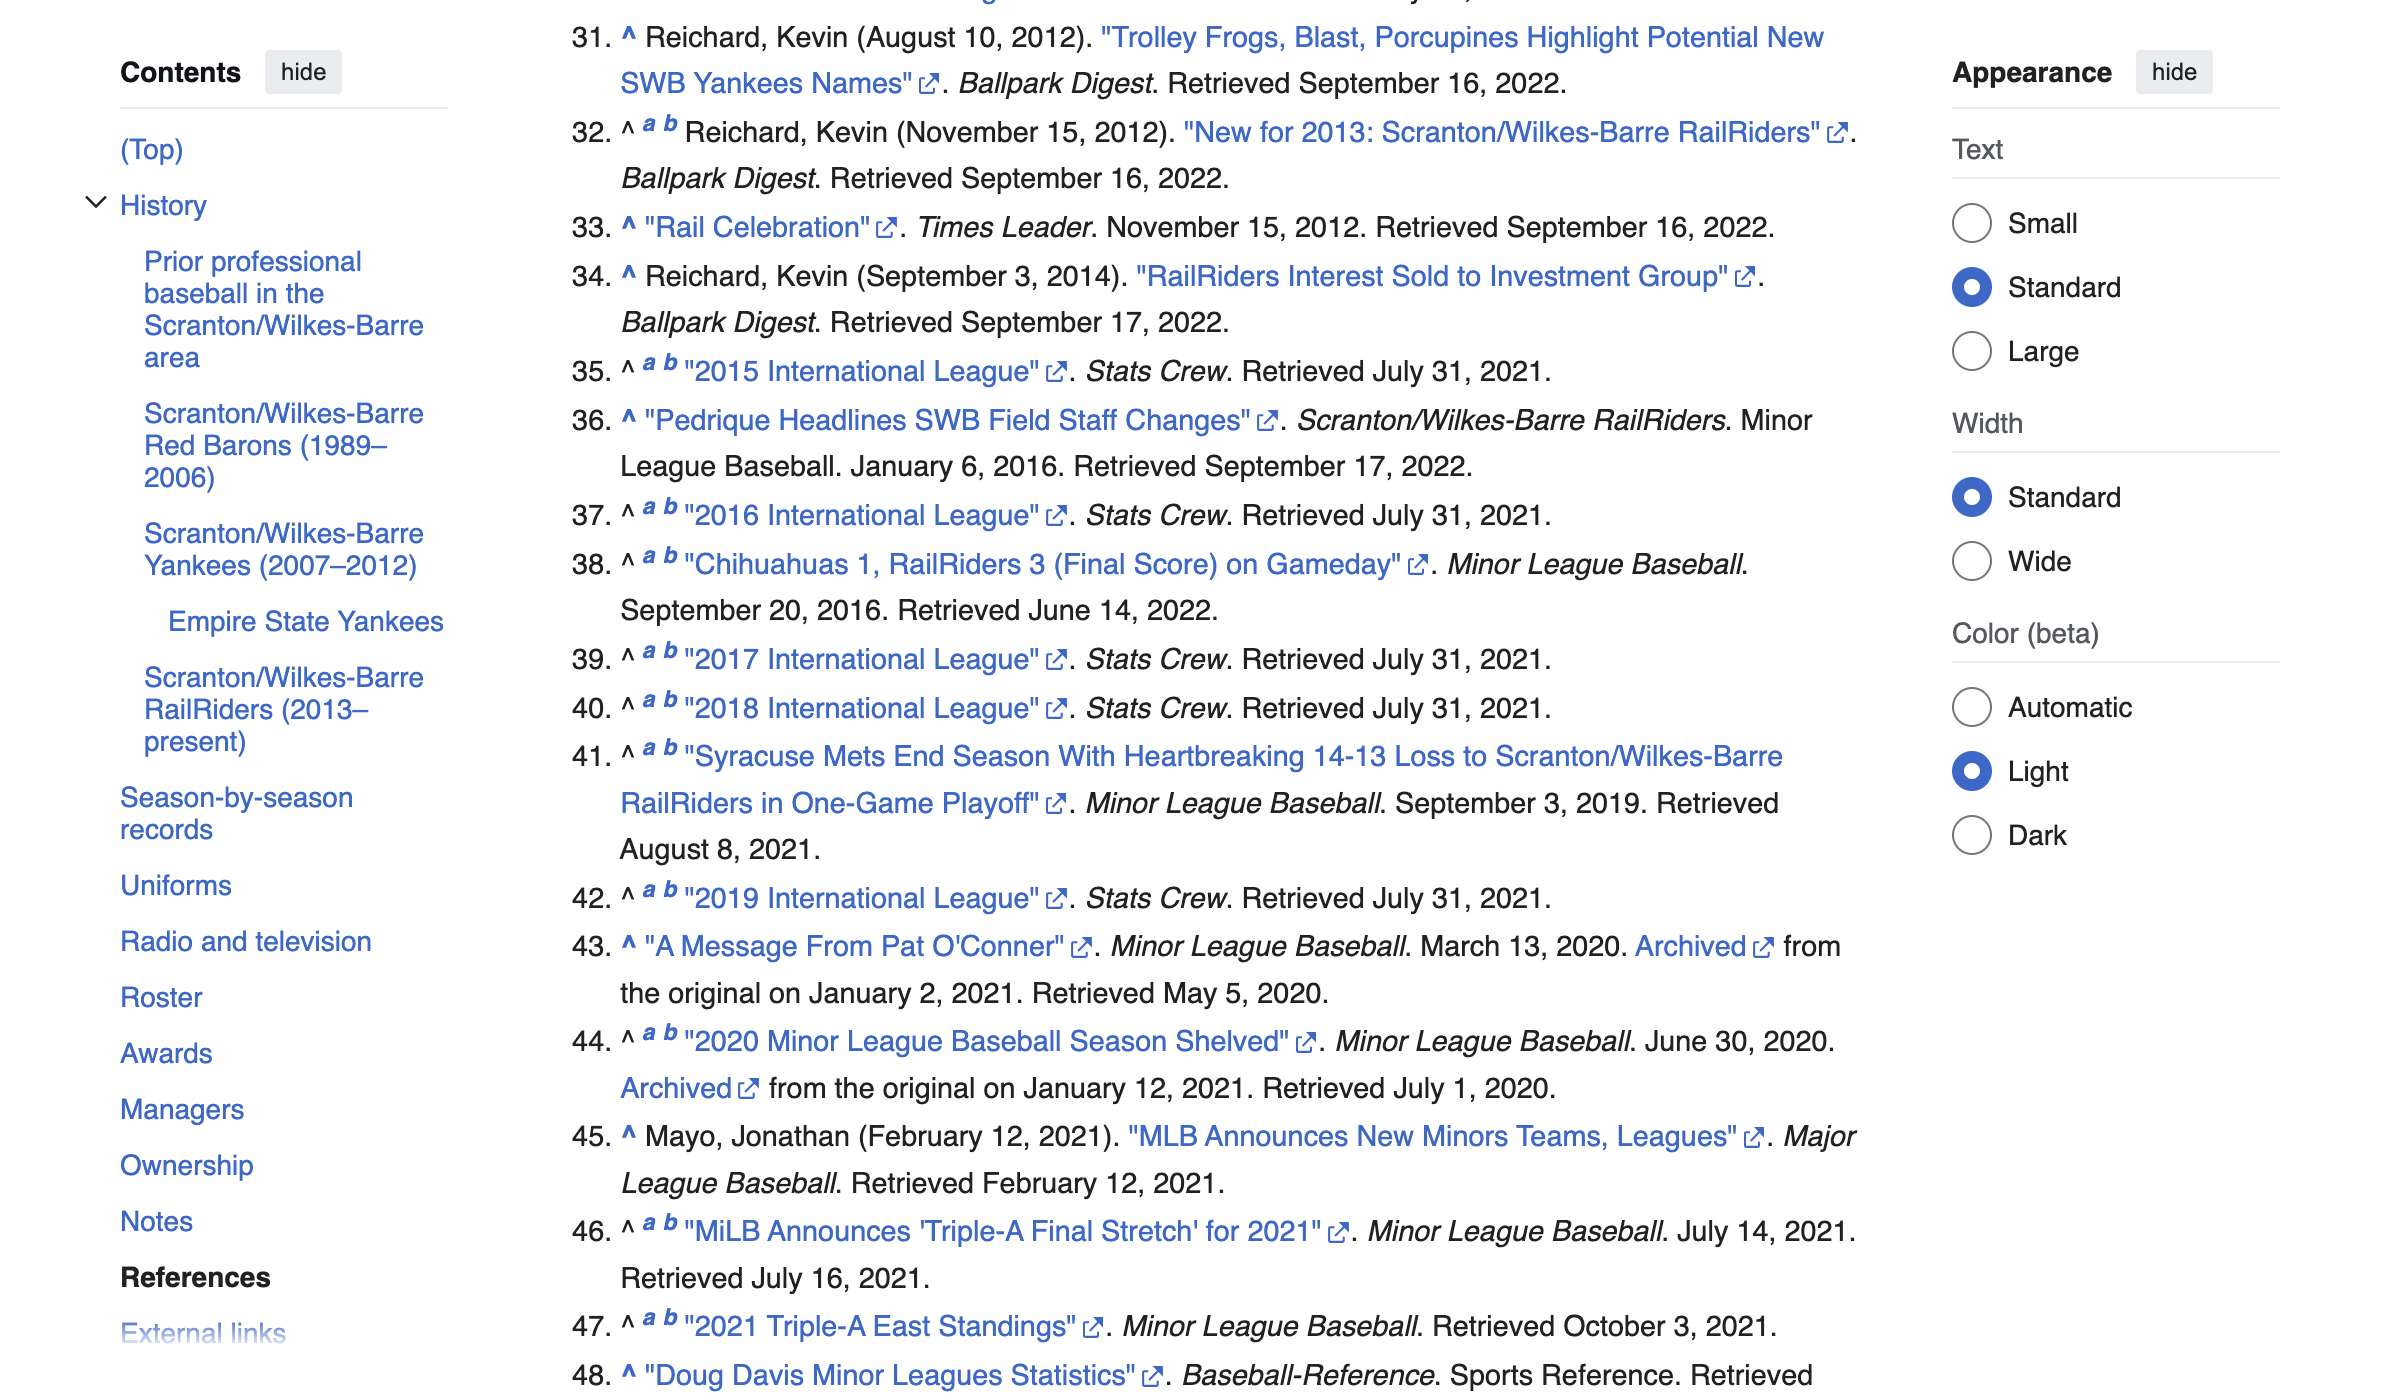 Contents hide
(Top)
History
Prior professional
baseball in the
Scranton/Wilkes-Barre
area
Scranton/Wilkes-Barre
Red Barons (1989–
2006)
Scranton/Wilkes-Barre
Yankees (2007–2012)
Empire State Yankees
Scranton/Wilkes-Barre
RailRiders (2013–
present)
Season-by-season
records
Uniforms
Radio and television
Roster
Awards
Managers
Ownership
Notes
References
External links
31. ^ Reichard, Kevin (August 10, 2012). "Trolley Frogs, Blast, Porcupines Highlight Potential New
SWB Yankees Names". Ballpark Digest. Retrieved September 16, 2022.
32. ^ a b Reichard, Kevin (November 15, 2012). "New for 2013: Scranton/Wilkes-Barre RailRiders".
Ballpark Digest. Retrieved September 16, 2022.
33. ^ "Rail Celebration". Times Leader. November 15, 2012. Retrieved September 16, 2022.
34. ^ Reichard, Kevin (September 3, 2014). "RailRiders Interest Sold to Investment Group".
Ballpark Digest. Retrieved September 17, 2022.
35. ^ a b "2015 International League". Stats Crew. Retrieved July 31, 2021.
36. ^ "Pedrique Headlines SWB Field Staff Changes". Scranton/Wilkes-Barre RailRiders. Minor
League Baseball. January 6, 2016. Retrieved September 17, 2022.
37. ^ a b "2016 International League". Stats Crew. Retrieved July 31, 2021.
38. ^ a b "Chihuahuas 1, RailRiders 3 (Final Score) on Gameday". Minor League Baseball.
September 20, 2016. Retrieved June 14, 2022.
39. ^ a b "2017 International League". Stats Crew. Retrieved July 31, 2021.
40. ^ a b "2018 International League". Stats Crew. Retrieved July 31, 2021.
41. ^ a b "Syracuse Mets End Season With Heartbreaking 14-13 Loss to Scranton/Wilkes-Barre
RailRiders in One-Game Playoff". Minor League Baseball. September 3, 2019. Retrieved
August 8, 2021.
42. ^ a b "2019 International League". Stats Crew. Retrieved July 31, 2021.
43. ^ "A Message From Pat O'Conner". Minor League Baseball. March 13, 2020. Archived from
the original on January 2, 2021. Retrieved May 5, 2020.
44. ^ a b "2020 Minor League Baseball Season Shelved". Minor League Baseball. June 30, 2020.
Archived from the original on January 12, 2021. Retrieved July 1, 2020.
45. ^ Mayo, Jonathan (February 12, 2021). "MLB Announces New Minors Teams, Leagues". Major
League Baseball. Retrieved February 12, 2021.
46. ^ a b "MiLB Announces 'Triple-A Final Stretch' for 2021". Minor League Baseball. July 14, 2021.
Retrieved July 16, 2021.
47. ^ a b "2021 Triple-A East Standings". Minor League Baseball. Retrieved October 3, 2021.
48. ^ "Doug Davis Minor Leagues Statistics". Baseball-Reference. Sports Reference. Retrieved
Appearance hide
Text
Small
Standard
Large
Width
Standard
Wide
Color (beta)
Automatic
Light
Dark